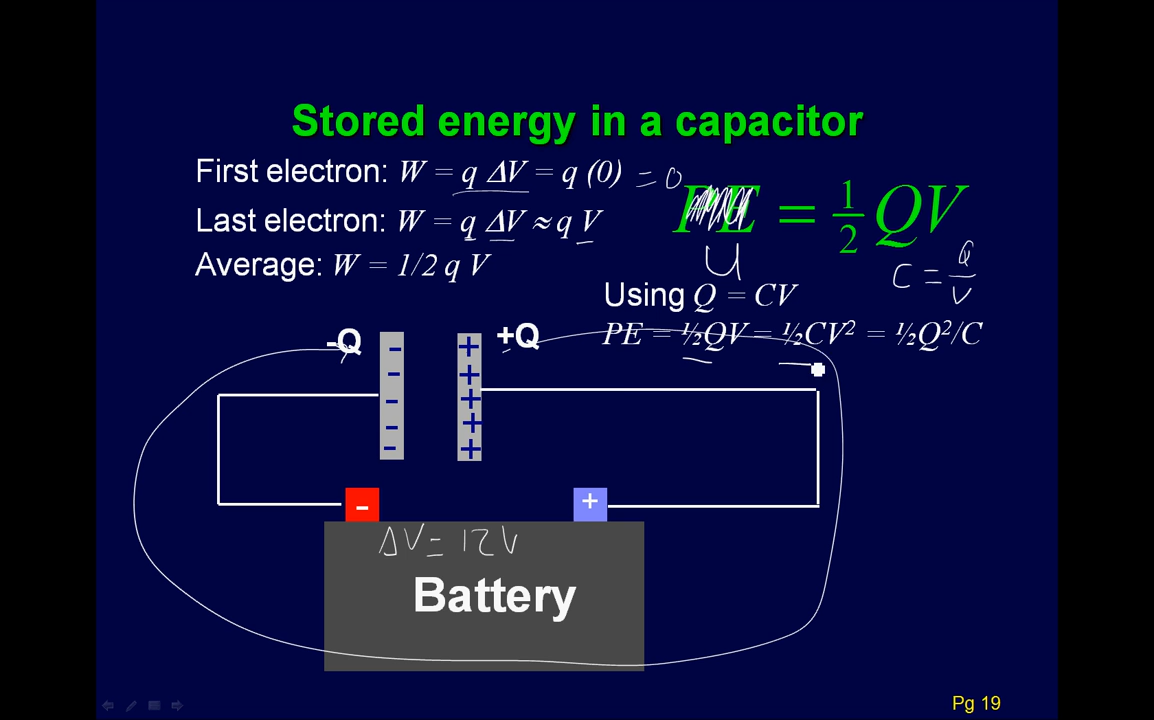 Stored energy in a capacitor
First electron: W = q ΔV = q (0) = 0
Last electron: W = q ΔV ≈ q V
Average: W = 1/2 q V
PE = 1/2 QV
U
C = Q/V
Using Q = CV
PE = ½QV = ½CV² = ½Q²/C
-Q
+Q
- +
- +
- +
- +
- +
- +
ΔV = 12V
Battery
Pg 19